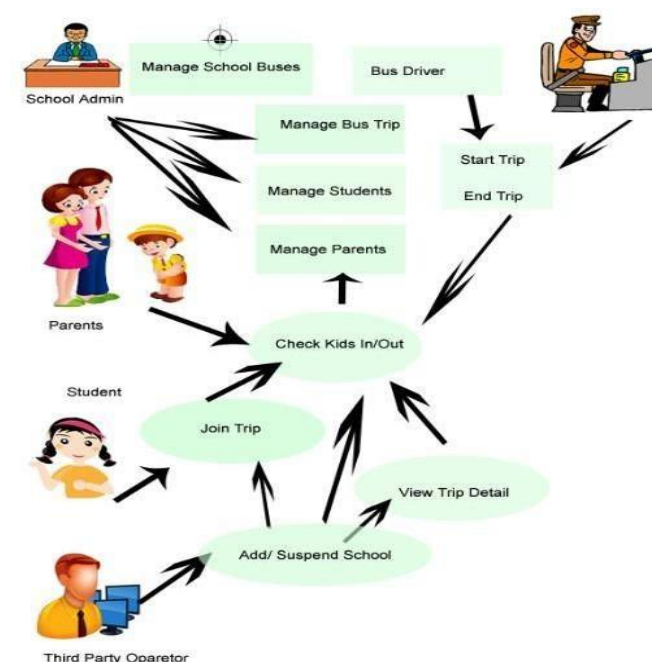 Manage School Buses
Bus Driver
School Admin
Manage Bus Trip
Start Trip
Manage Students
End Trip
Manage Parents
Parents
Check Kids In/Out
Student
Join Trip
View Trip Detail
Add/ Suspend School
Third Party Oparetor